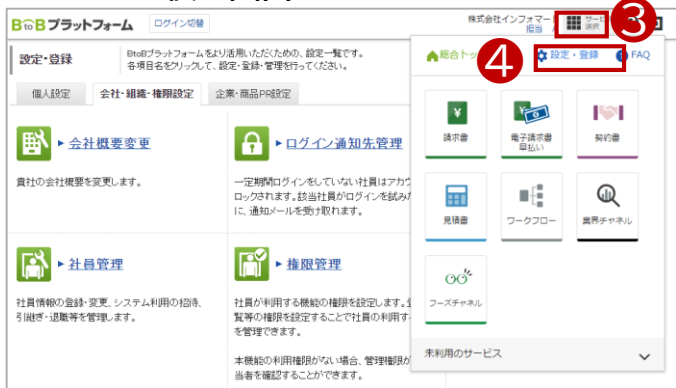 BtoBプラットフォーム
ログイン切替
株式会社インフォマー
担当
サービ
選択
3
設定・登録
BtoBプラットフォームをより活用いただくための、設定一覧です。
各項目名をクリックして、設定・登録・管理を行ってください。
総合トッ
4
設定・登録
FAQ
個人設定
会社・組織・権限設定
企業・商品PR設定
会社概要変更
貴社の会社概要を変更します。
ログイン通知先管理
一定期間ログインをしていない社員はアカウ
ロックされます。該当社員がログインを試みた
に、通知メールを受け取れます。
社員管理
社員情報の登録・変更、システム利用の招待、
引継ぎ・退職等を管理します。
権限管理
社員が利用する機能の権限を設定します。
覧等の権限を設定することで社員の利用す
を管理できます。
本機能の利用権限がない場合、管理権限が
当者を確認することができます。
請求書
電子請求書
早払い
契約書
見積書
ワークフロー
業界チャネル
フーズチャネル
未利用のサービス